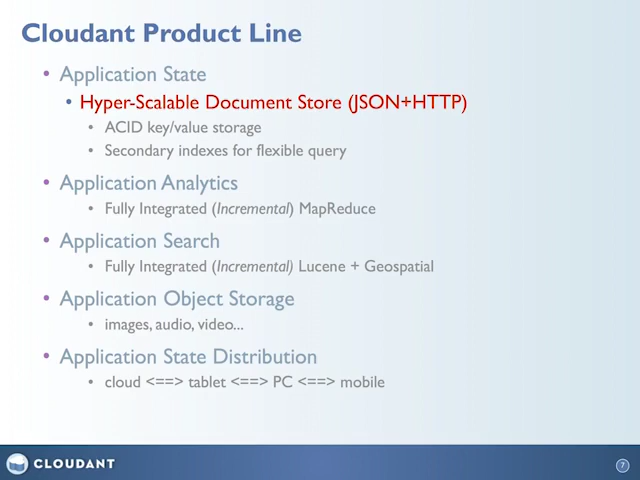 Cloudant Product Line
• Application State
• Hyper-Scalable Document Store (JSON+HTTP)
• ACID key/value storage
• Secondary indexes for flexible query
• Application Analytics
• Fully Integrated (Incremental) MapReduce
• Application Search
• Fully Integrated (Incremental) Lucene + Geospatial
• Application Object Storage
• images, audio, video...
• Application State Distribution
• cloud <==> tablet <==> PC <==> mobile
CLOUDANT
7